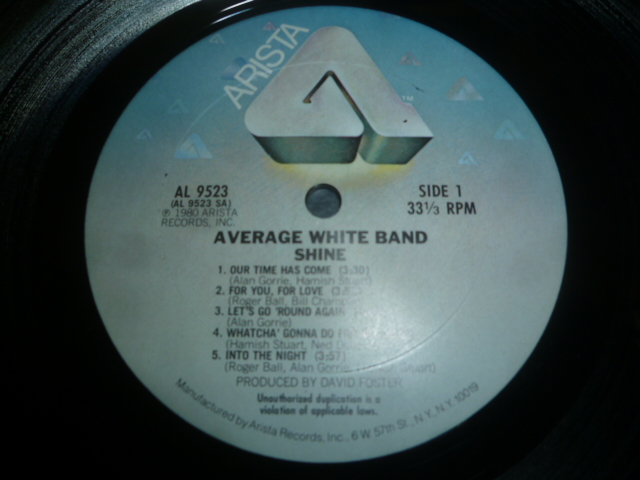 ARISTA
TM
AL 9523
(AL 9523 SA)
℗ 1980 ARISTA
RECORDS, INC.
SIDE 1
33⅓ RPM
AVERAGE WHITE BAND
SHINE
1. OUR TIME HAS COME (3:30)
(Alan Gorrie, Hamish Stuart)
2. FOR YOU, FOR LOVE
(Roger Ball, Bill
3. LET'S GO 'ROUND AGAIN
(Alan Gorrie)
4. WHATCHA' GONNA DO
(Hamish Stuart, Ned
5. INTO THE NIGHT (3:57)
(Roger Ball, Alan Gorrie, Stuart)
PRODUCED BY DAVID FOSTER
Unauthorized duplication is a
violation of applicable laws.
Manufactured by Arista Records, Inc., 6 W 57th St., N.Y., N.Y. 10019